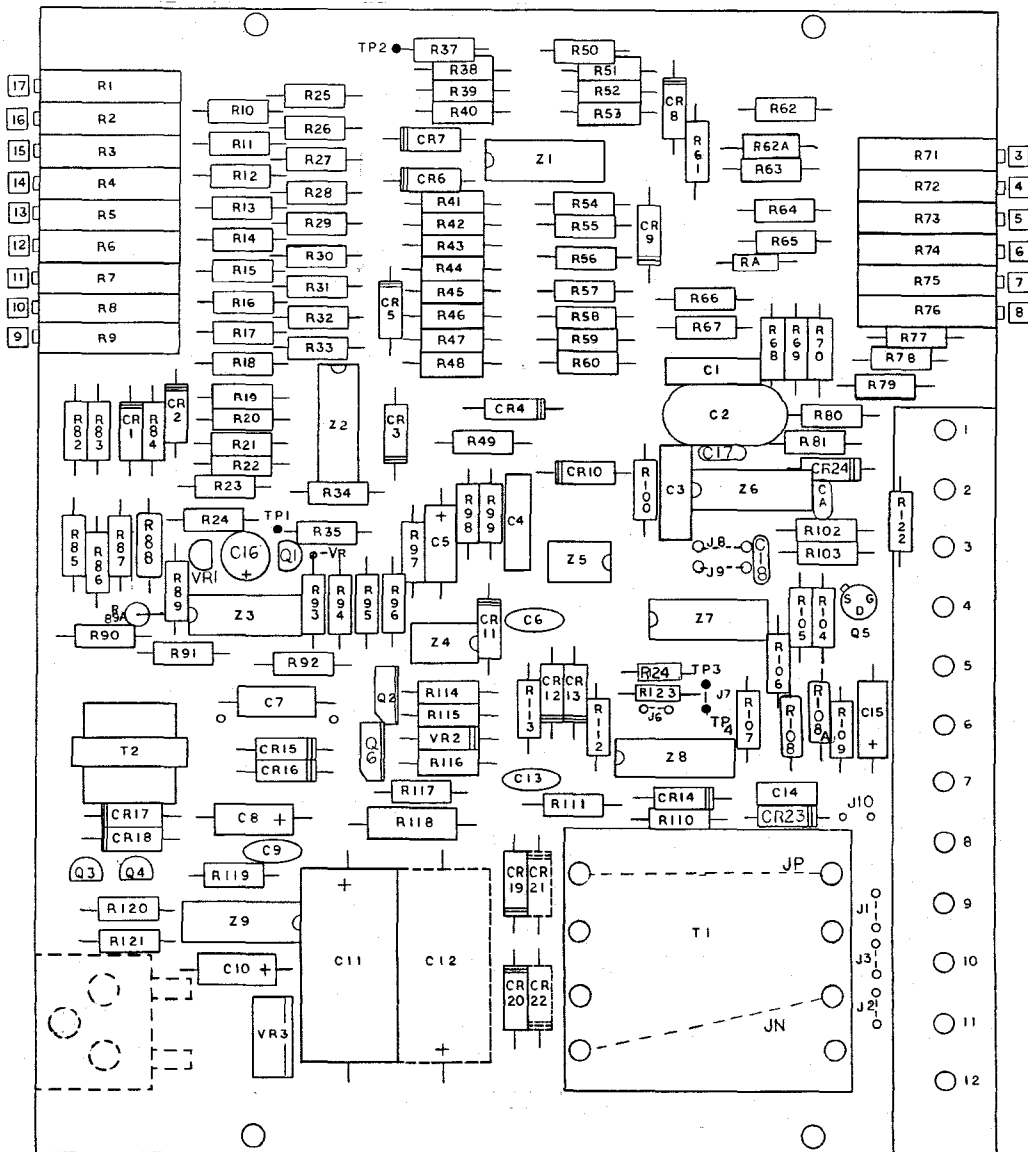 TP2 R37 R50
R38 R51
17 R1 R25 R39 R52 CR8 R62
16 R2 R10 R26 R40 R53 R61
15 R3 R11 R27 CR7 Z1 R62A R71 3
14 R4 R12 R28 CR6 R63 R72 4
13 R5 R13 R29 R41 R54 CR9 R64 R73 5
12 R6 R14 R30 R42 R55 R65 R74 6
11 R7 R15 R31 R43 R56 RA R75 7
10 R8 R16 R32 CR5 R44 R57 R66 R76 8
9 R9 R17 R33 R45 R58 R67 R68 R69 R70 R77
R18 R46 R59 R78
R47 R60 C1 R79
R48
R82 R83 CR1 R84 CR2 R19 Z2 CR3 CR4 C2 R80 1
R20 R49 C17 R81
R21 CR10 R100 C3 Z6 CR24
R22 CA
R23 R34 2
R85 R86 R87 R88 R24 TP1 R35 R97 C5 + R98 R99 C4 R102 R122
VR1 C16 + Q1 -VR Z5 J8 C18 R103 3
R89 J9
R89A Z3 R93 R94 R95 R96 Z4 CR11 C6 Z7 R105 R104 S G D Q5 4
R90
R91 R92 R106 5
C7 Q2 R114 R113 CR12 CR13 R112 R24 TP3
R115 R123 J7
J6 TP4 R107 R108 R108A R109 C15 + 6
T2 CR15 Q6 VR2 Z8
CR16 R116
R117 C13 CR14 C14 7
CR17 C8 + R118 R111 R110 CR23 J10
CR18
C9 8
Q3 Q4 R119 + CR19 CR21 JP
R120 J1 9
R121 Z9 T1
C10 + C11 C12 CR20 CR22 J3 10
J2
VR3 JN 11
+
12